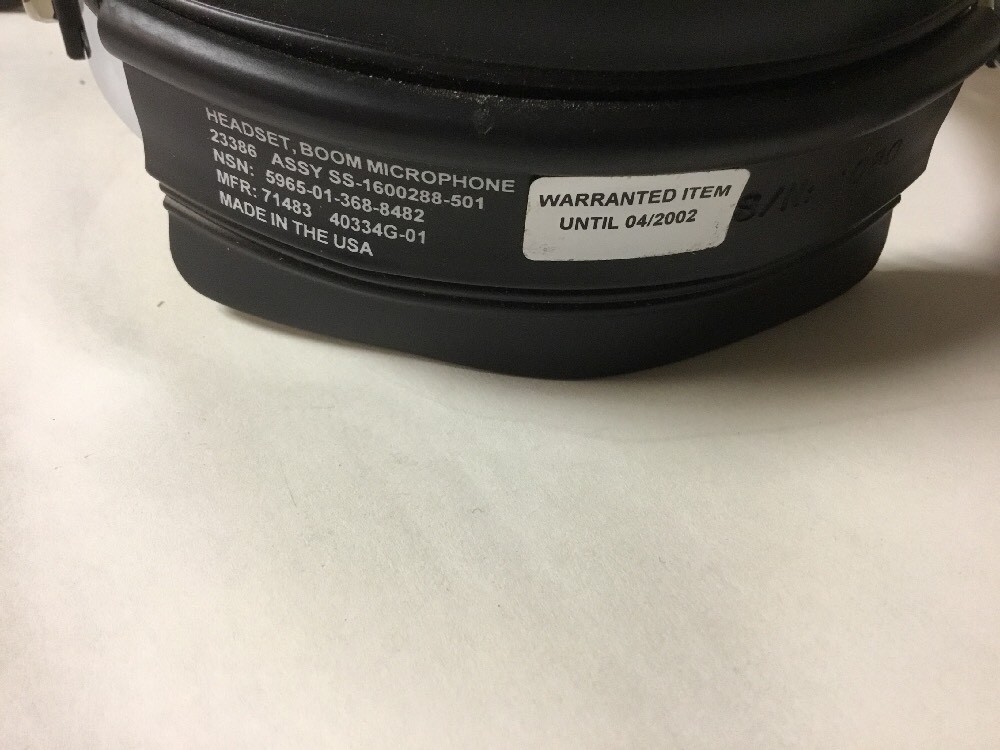 HEADSET, BOOM MICROPHONE
23386 ASSY SS-1600288-501
NSN: 5965-01-368-8482
MFR: 71483 40334G-01
MADE IN THE USA
WARRANTED ITEM
UNTIL 04/2002